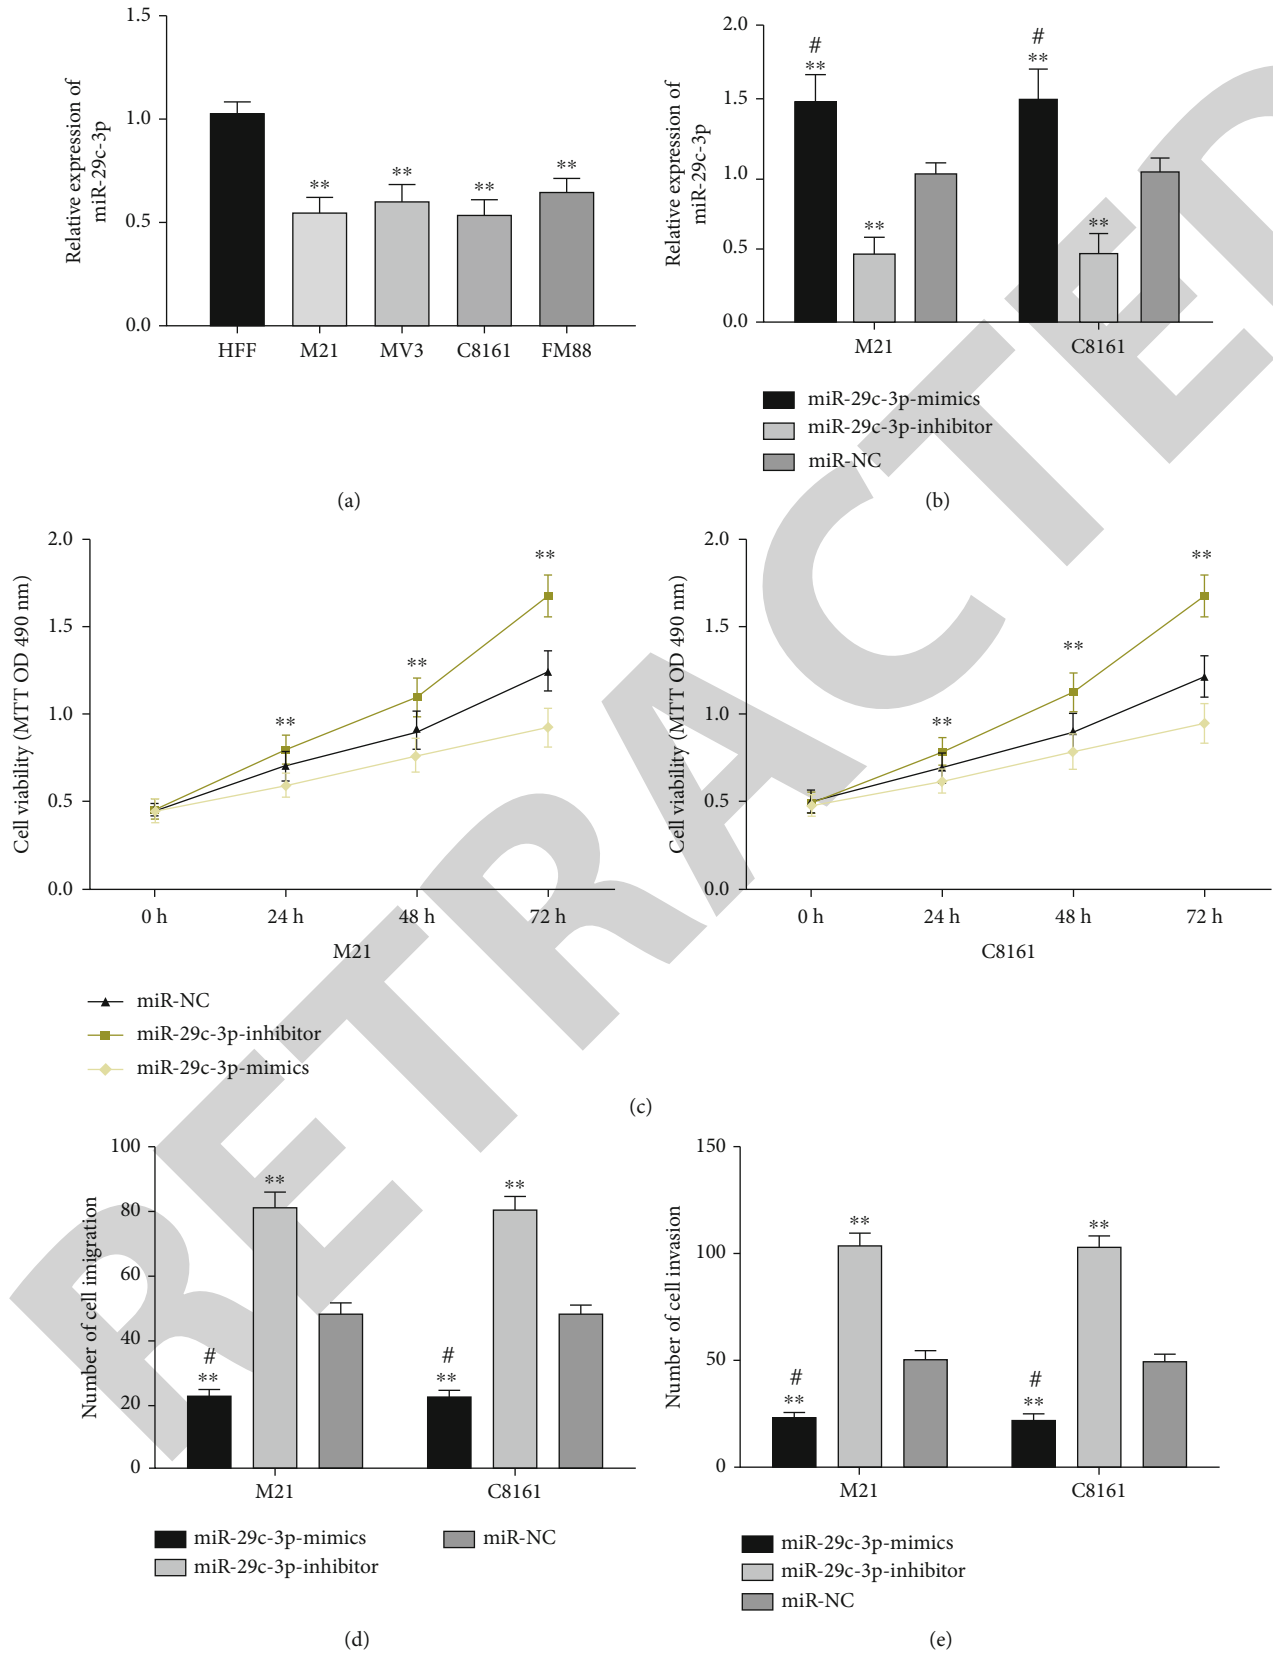 1.5
1.0
0.5
0.0
Relative expression of
miR-29c-3p
**
**
**
**
HFF
M21
MV3
C8161
FM88
(a)
2.0
1.5
1.0
0.5
0.0
Relative expression of
miR-29c-3p
#
**
**
#
**
**
M21
C8161
miR-29c-3p-mimics
miR-29c-3p-inhibitor
miR-NC
(b)
2.0
1.5
1.0
0.5
0.0
Cell viability (MTT OD 490 nm)
**
**
**
0 h
24 h
48 h
72 h
M21
2.0
1.5
1.0
0.5
0.0
Cell viability (MTT OD 490 nm)
**
**
**
0 h
24 h
48 h
72 h
C8161
miR-NC
miR-29c-3p-inhibitor
miR-29c-3p-mimics
(c)
100
80
60
40
20
0
Number of cell imigration
#
**
**
#
**
**
M21
C8161
miR-29c-3p-mimics
miR-29c-3p-inhibitor
miR-NC
(d)
150
100
50
0
Number of cell invasion
#
**
**
#
**
**
M21
C8161
miR-29c-3p-mimics
miR-29c-3p-inhibitor
miR-NC
(e)
RETRACTED